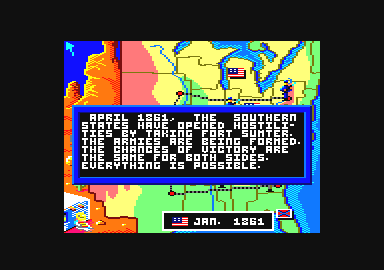 APRIL 1861, THE SOUTHERN
STATES HAVE OPENED HOSTILI-
TIES BY TAKING FORT SUMTER.
THE ARMIES ARE BEING FORMED.
THE CHANCES OF VICTORY ARE
THE SAME FOR BOTH SIDES.
EVERYTHING IS POSSIBLE.
JAN. 1861